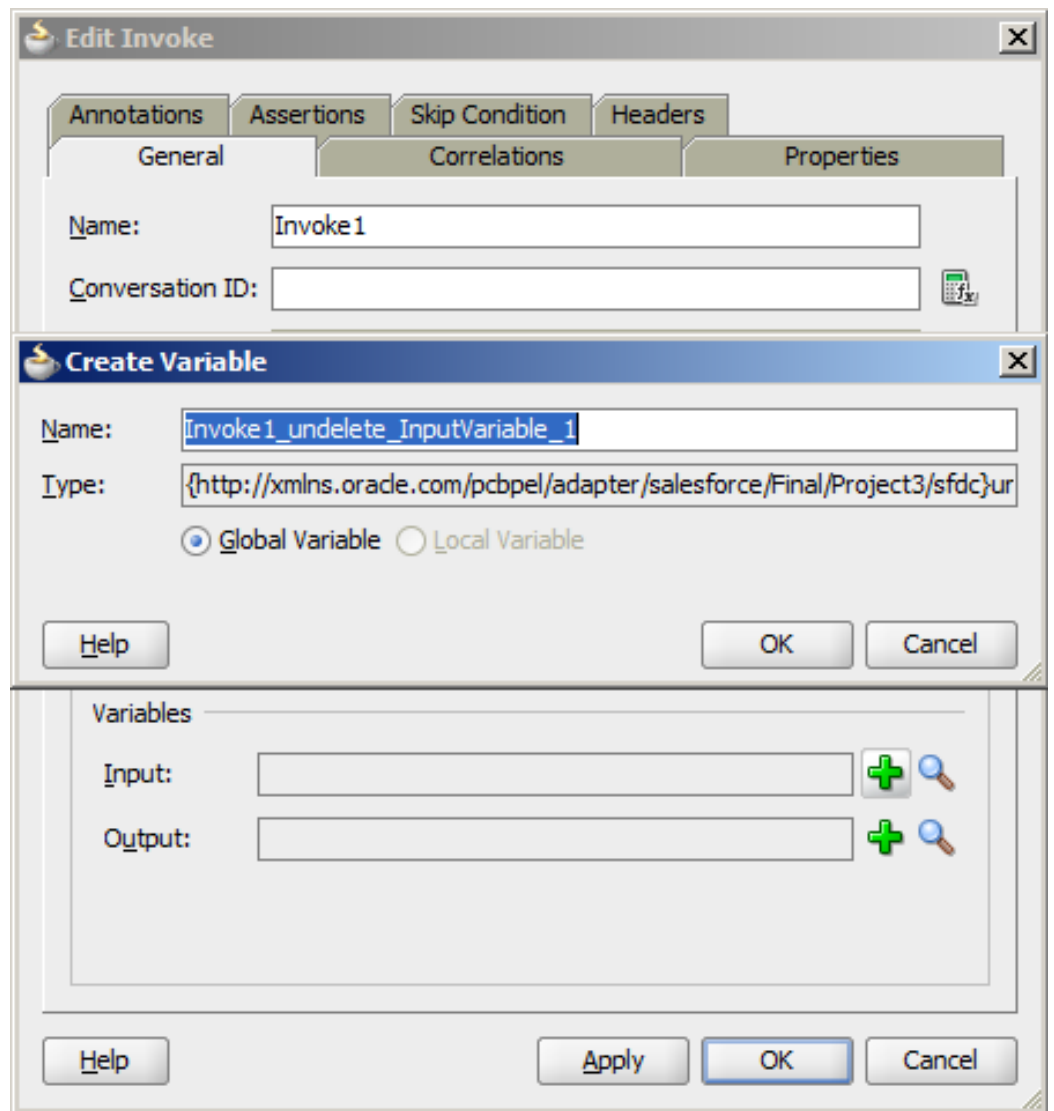 Edit Invoke
Annotations Assertions Skip Condition Headers
General Correlations Properties
Name: Invoke1
Conversation ID:
Create Variable
Name: Invoke1_undelete_InputVariable_1
Type: {http://xmlns.oracle.com/pcbpel/adapter/salesforce/Final/Project3/sfdc}ur
Global Variable Local Variable
Help OK Cancel
Variables
Input:
Output:
Help Apply OK Cancel